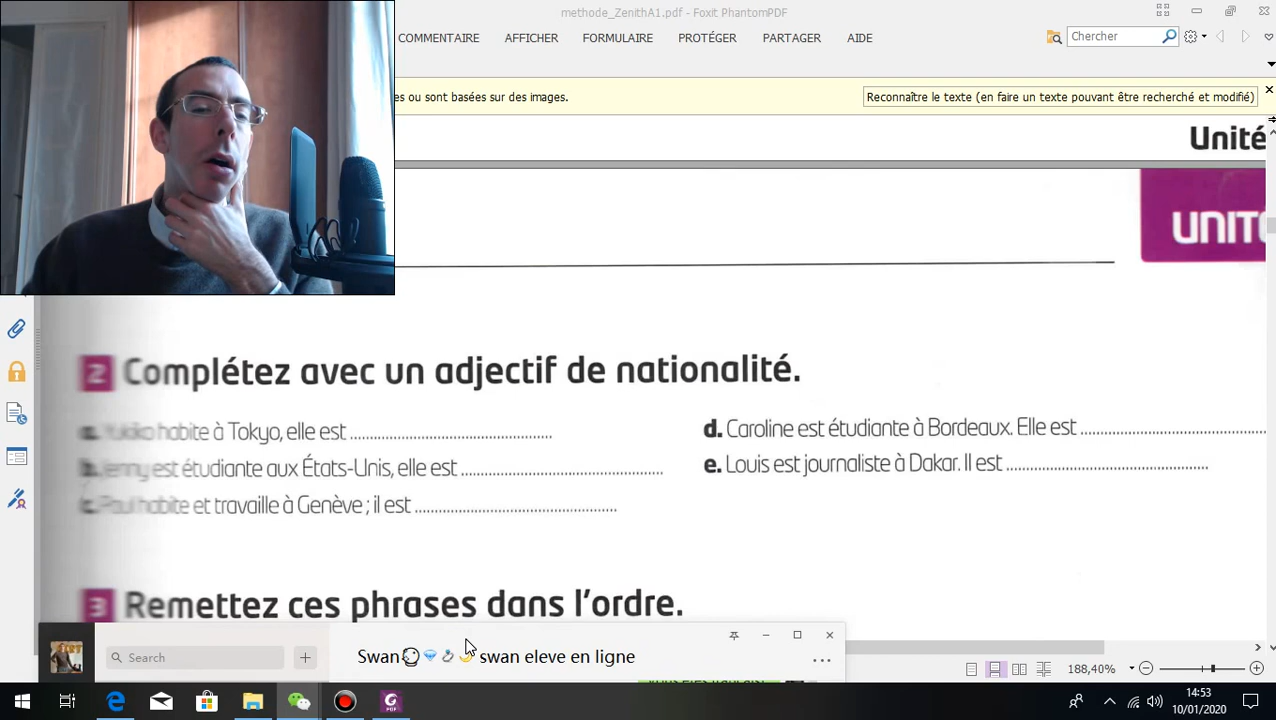 methode_ZenithA1.pdf - Foxit PhantomPDF
COMMENTAIRE AFFICHER FORMULAIRE PROTÉGER PARTAGER AIDE Chercher
es ou sont basées sur des images. Reconnaître le texte (en faire un texte pouvant être recherché et modifié)
Unité
UNITÉ
2 Complétez avec un adjectif de nationalité.
a. Yukiko habite à Tokyo, elle est ................................................
b. Jenny est étudiante aux États-Unis, elle est ................................................
c. Paul habite et travaille à Genève ; il est ................................................
d. Caroline est étudiante à Bordeaux. Elle est ................................................
e. Louis est journaliste à Dakar. Il est ................................................
3 Remettez ces phrases dans l'ordre.
Search
Swan swan eleve en ligne
188,40%
PDF
14:53
10/01/2020